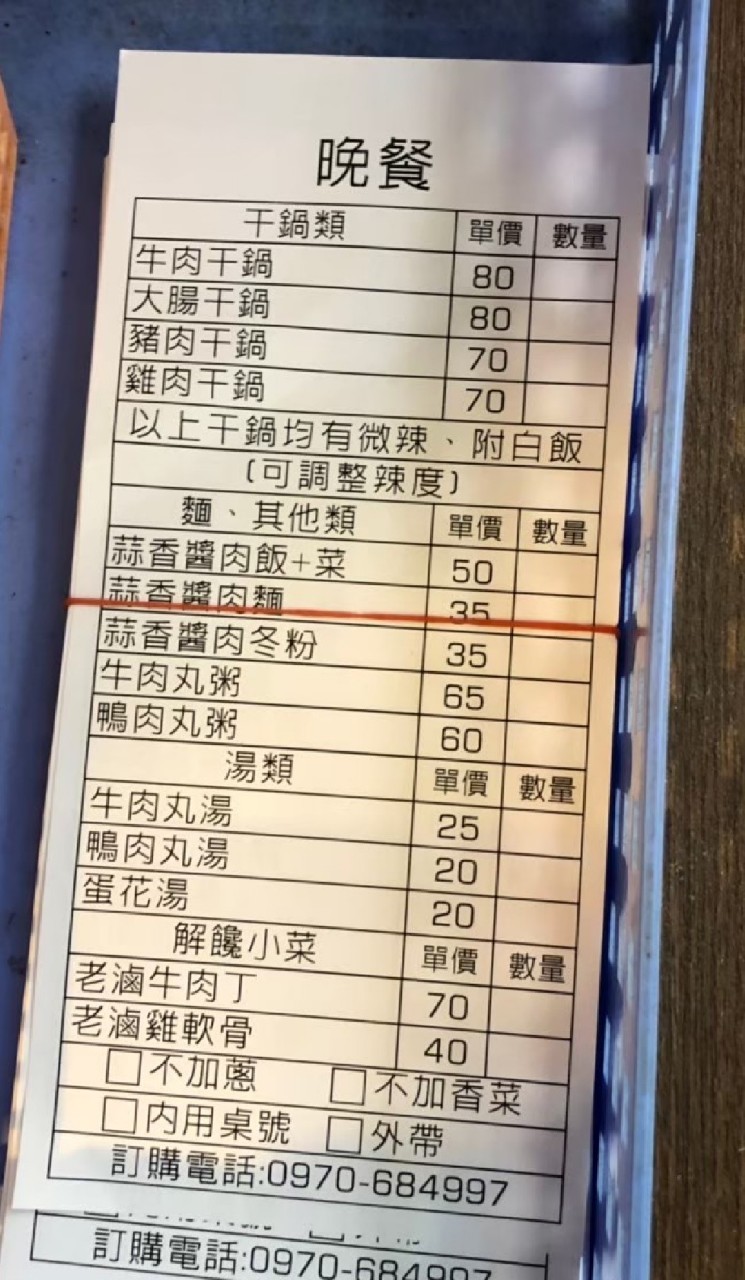 晚餐
干鍋類 單價 數量
牛肉干鍋 80
大腸干鍋 80
豬肉干鍋 70
雞肉干鍋 70
以上干鍋均有微辣、附白飯
(可調整辣度)
麵、其他類 單價 數量
蒜香醬肉飯+菜 50
蒜香醬肉麵 35
蒜香醬肉冬粉 35
牛肉丸粥 65
鴨肉丸粥 60
湯類 單價 數量
牛肉丸湯 25
鴨肉丸湯 20
蛋花湯 20
解饞小菜 單價 數量
老滷牛肉丁 70
老滷雞軟骨 40
□不加蔥 □不加香菜
□內用桌號 □外帶
訂購電話:0970-684997
訂購電話:0970-684997